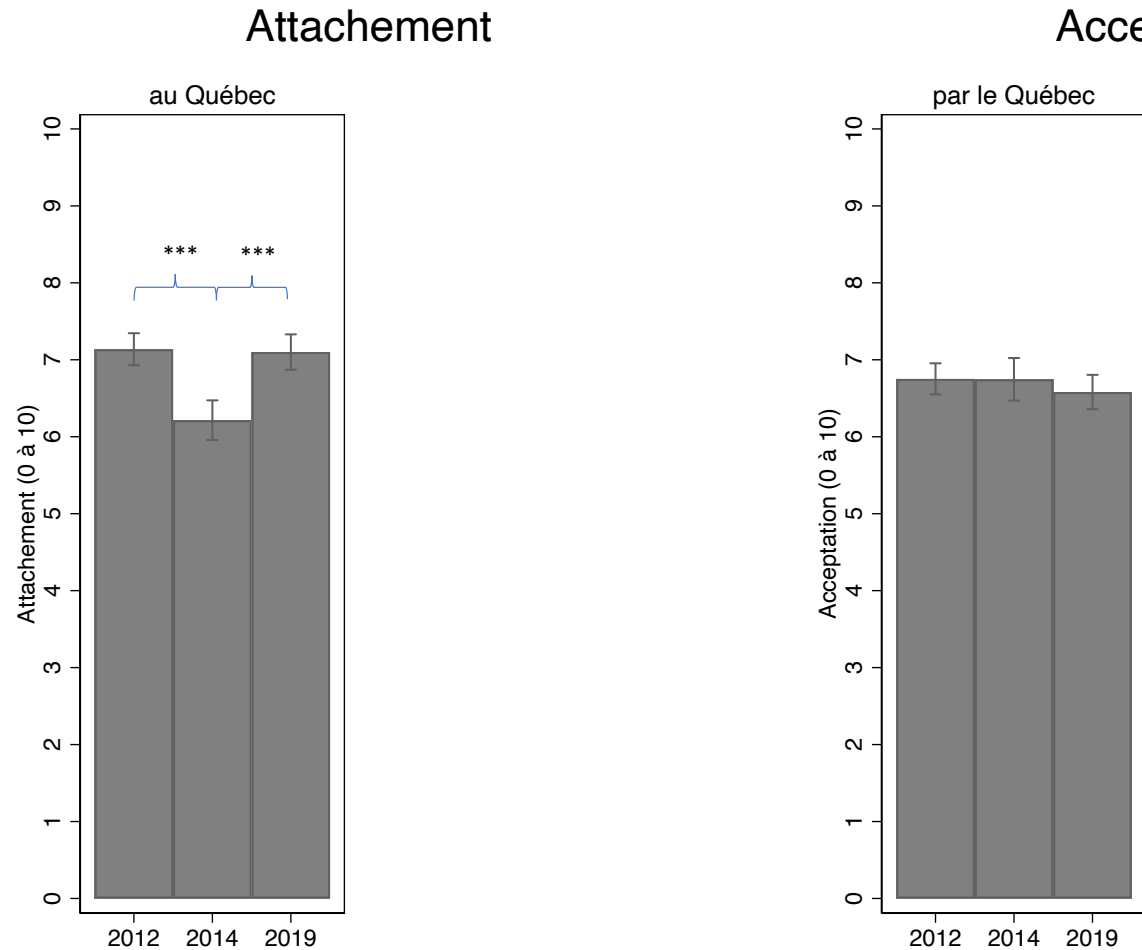 Attachement
au Québec
Attachement (0 à 10)
10
9
8
7
6
5
4
3
2
1
0
*** ***
2012 2014 2019
Acce
par le Québec
Acceptation (0 à 10)
10
9
8
7
6
5
4
3
2
1
0
2012 2014 2019